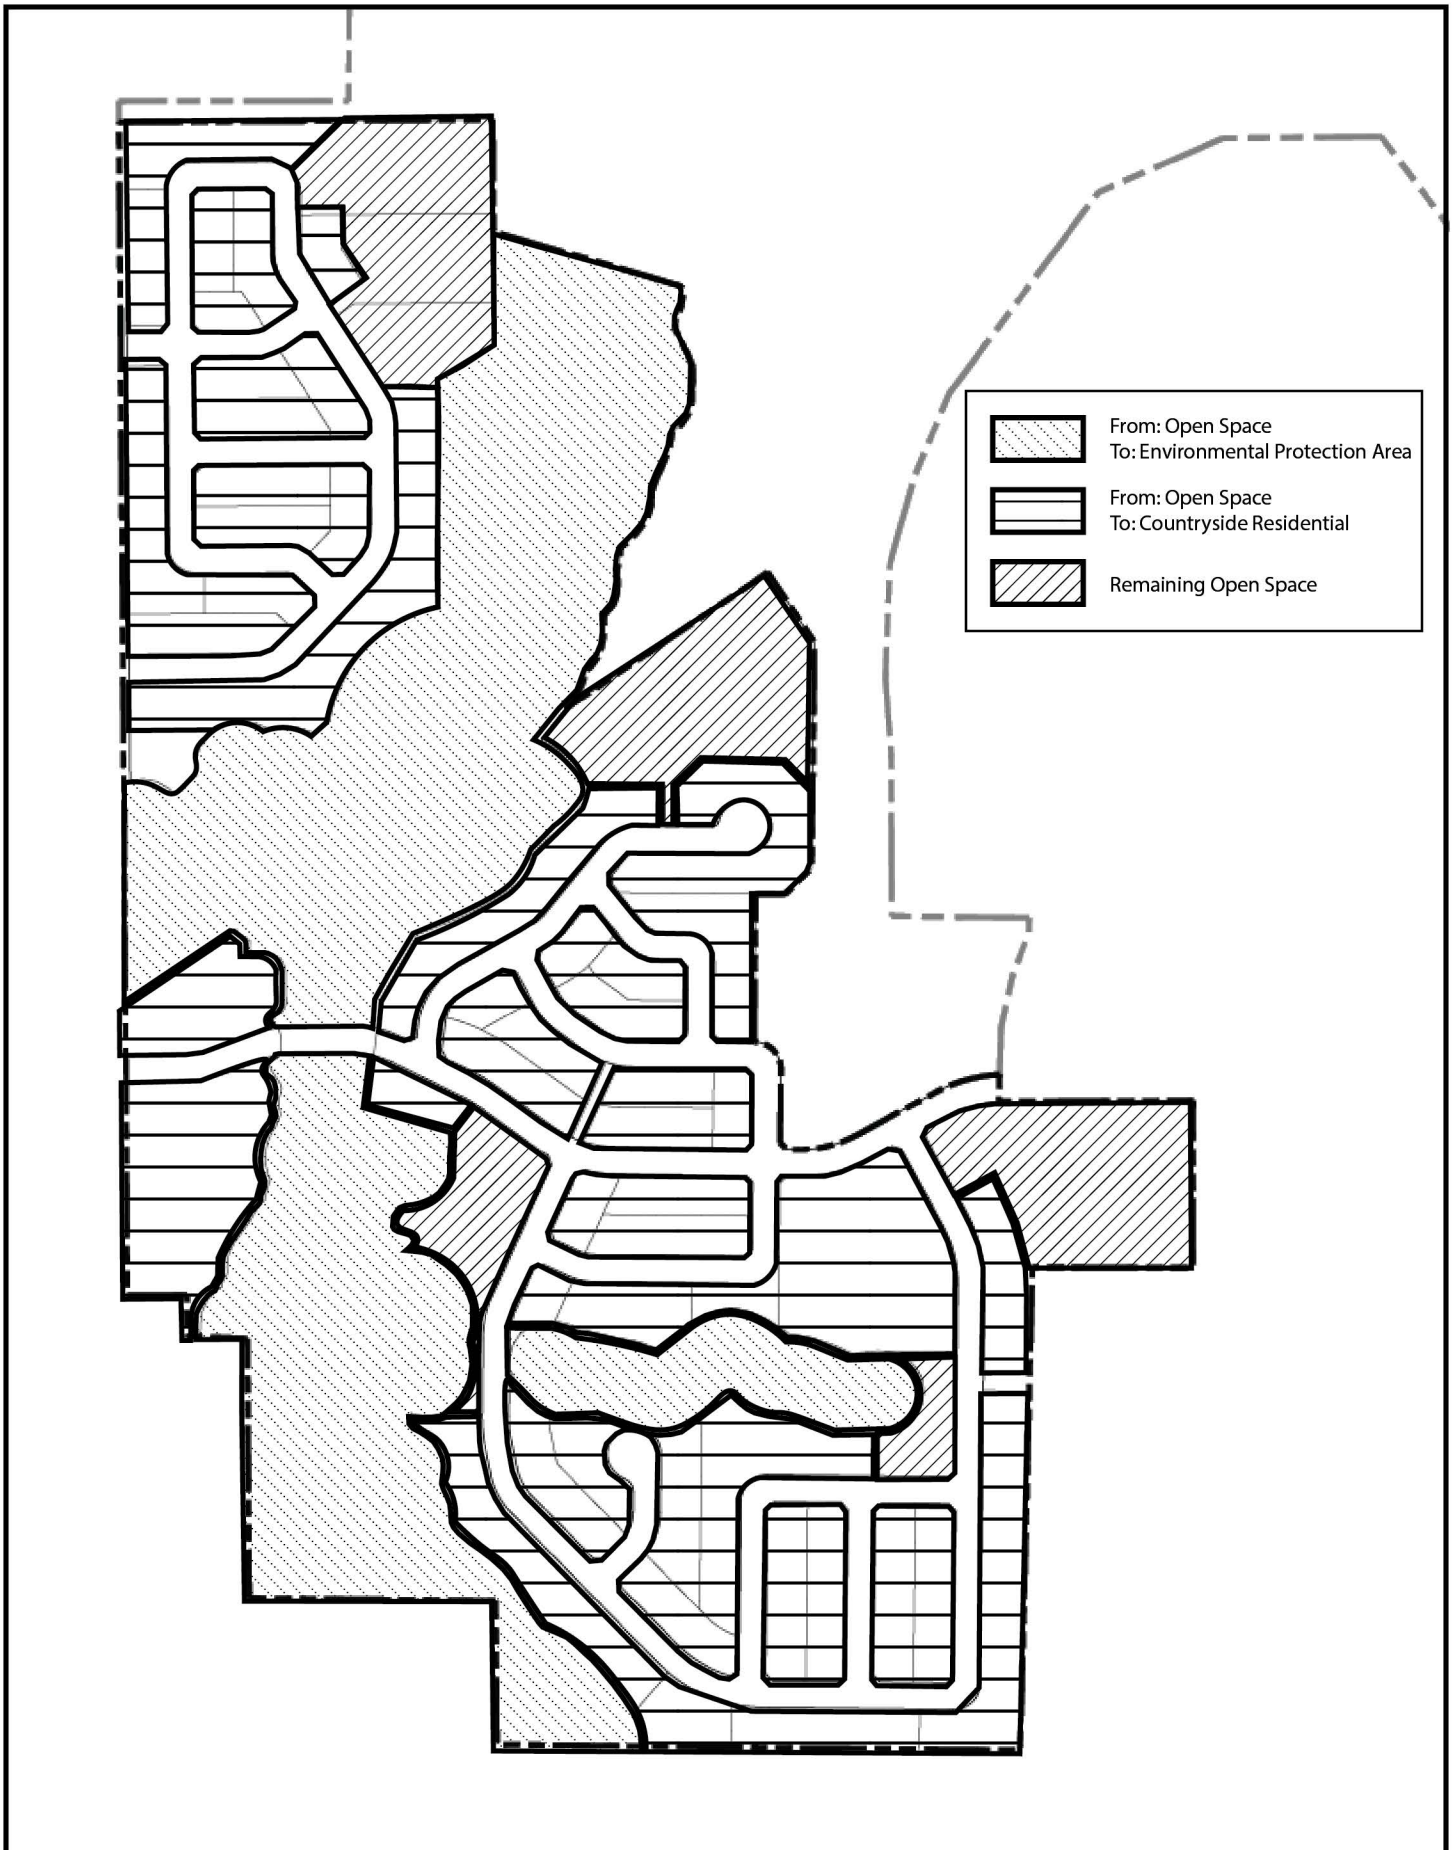 From: Open Space
To: Environmental Protection Area
From: Open Space
To: Countryside Residential
Remaining Open Space